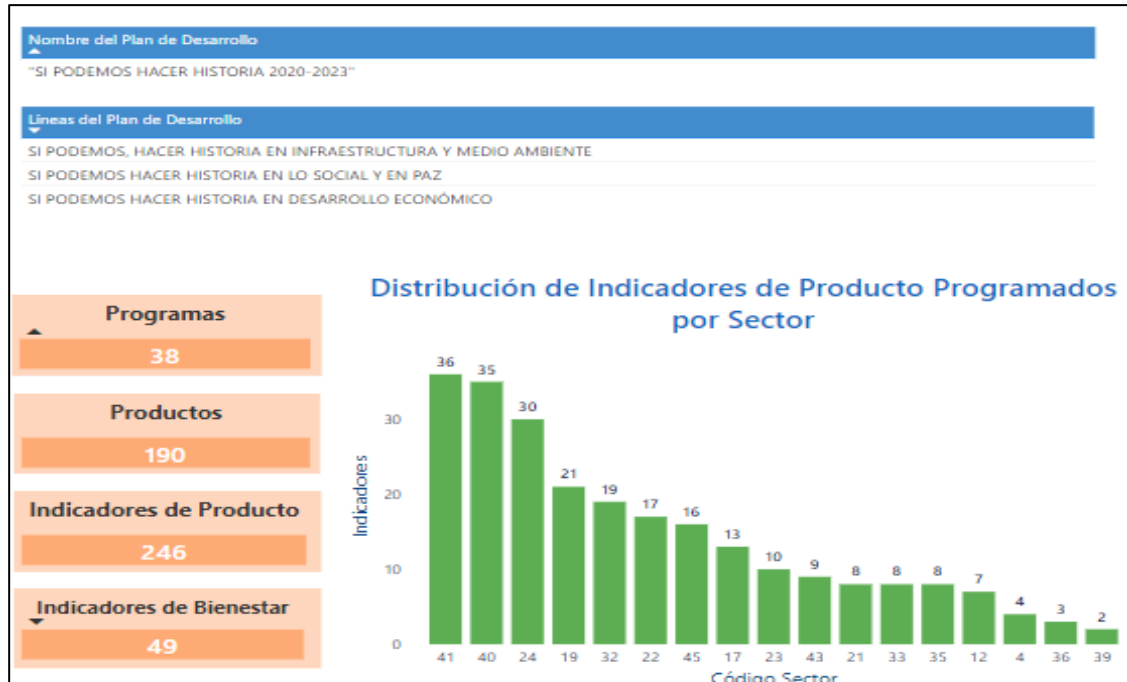 Nombre del Plan de Desarrollo
"SI PODEMOS HACER HISTORIA 2020-2023"
Líneas del Plan de Desarrollo
SI PODEMOS, HACER HISTORIA EN INFRAESTRUCTURA Y MEDIO AMBIENTE
SI PODEMOS HACER HISTORIA EN LO SOCIAL Y EN PAZ
SI PODEMOS HACER HISTORIA EN DESARROLLO ECONÓMICO
Programas
38
Productos
190
Indicadores de Producto
246
Indicadores de Bienestar
49
Distribución de Indicadores de Producto Programados
por Sector
Indicadores
30
20
10
0
36 35 30 21 19 17 16 13 10 9 8 8 8 7 4 3 2
41 40 24 19 32 22 45 17 23 43 21 33 35 12 4 36 39
Código Sector